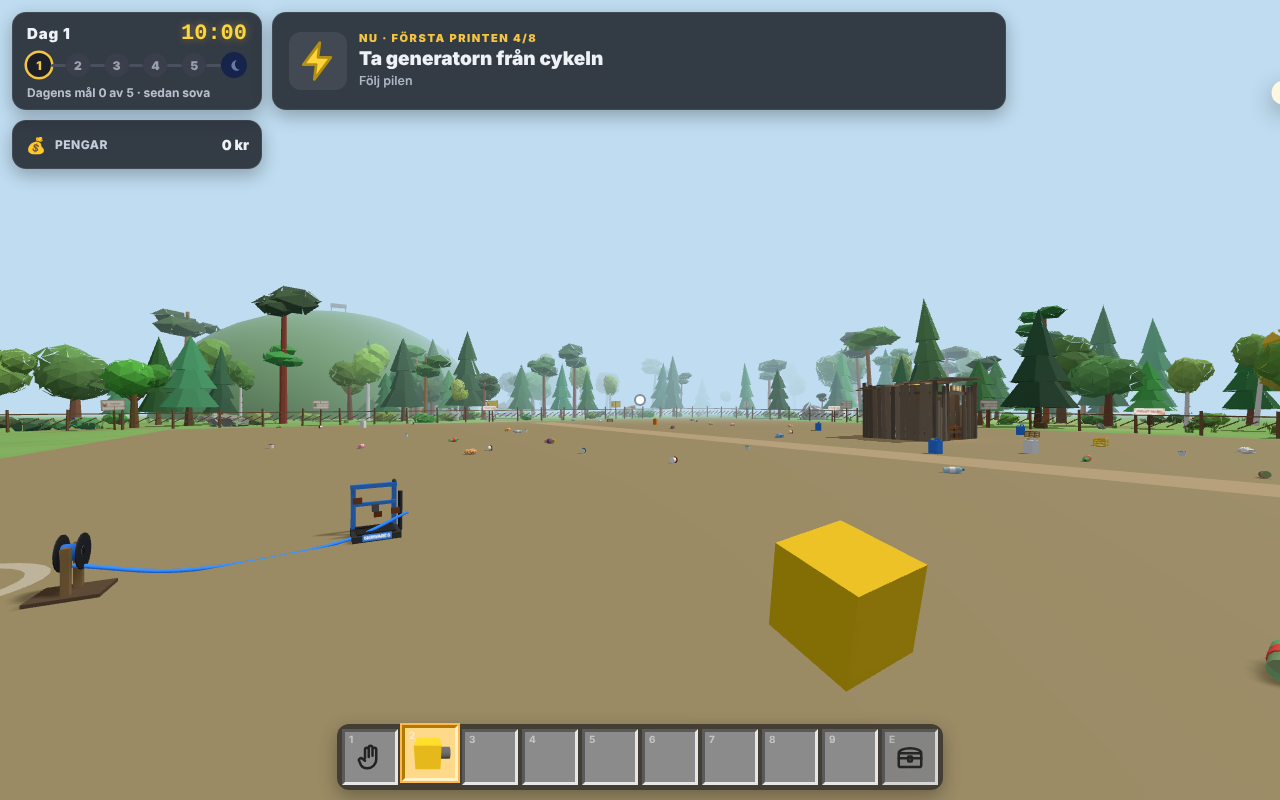 Dag 1
10:00
1 2 3 4 5
Dagens mål 0 av 5 · sedan sova
PENGAR
0 kr
NU · FÖRSTA PRINTEN 4/8
Ta generatorn från cykeln
Följ pilen
1 2 3 4 5 6 7 8 9 E